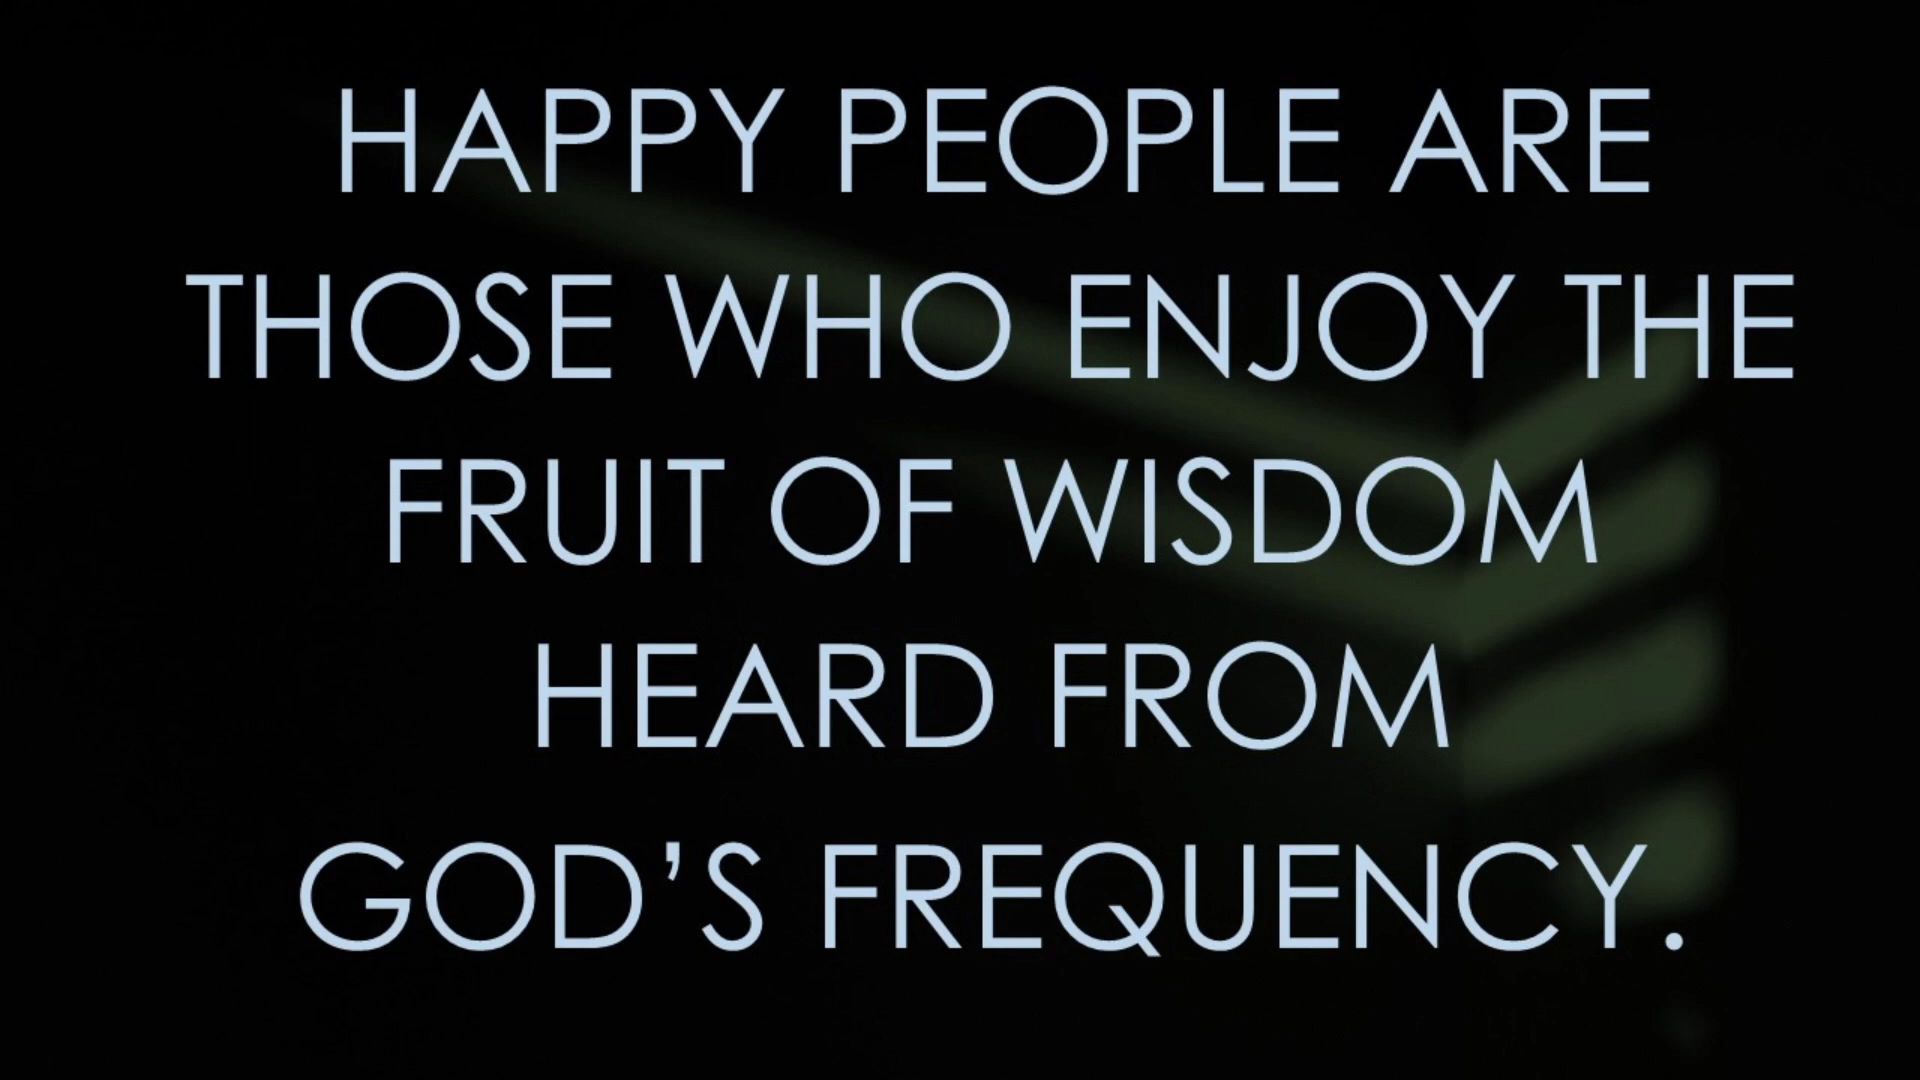 HAPPY PEOPLE ARE
THOSE WHO ENJOY THE
FRUIT OF WISDOM
HEARD FROM
GOD’S FREQUENCY.